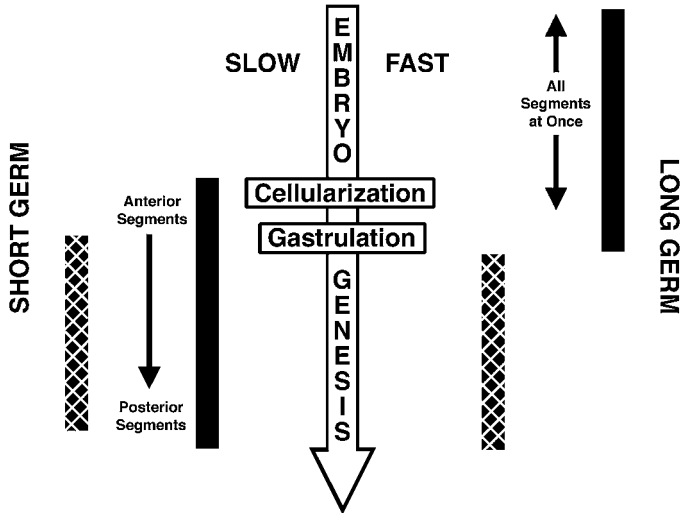 EMBRYO
SLOW
FAST
All
Segments
at Once
SHORT GERM
LONG GERM
Cellularization
Anterior
Segments
Gastrulation
GENESIS
Posterior
Segments